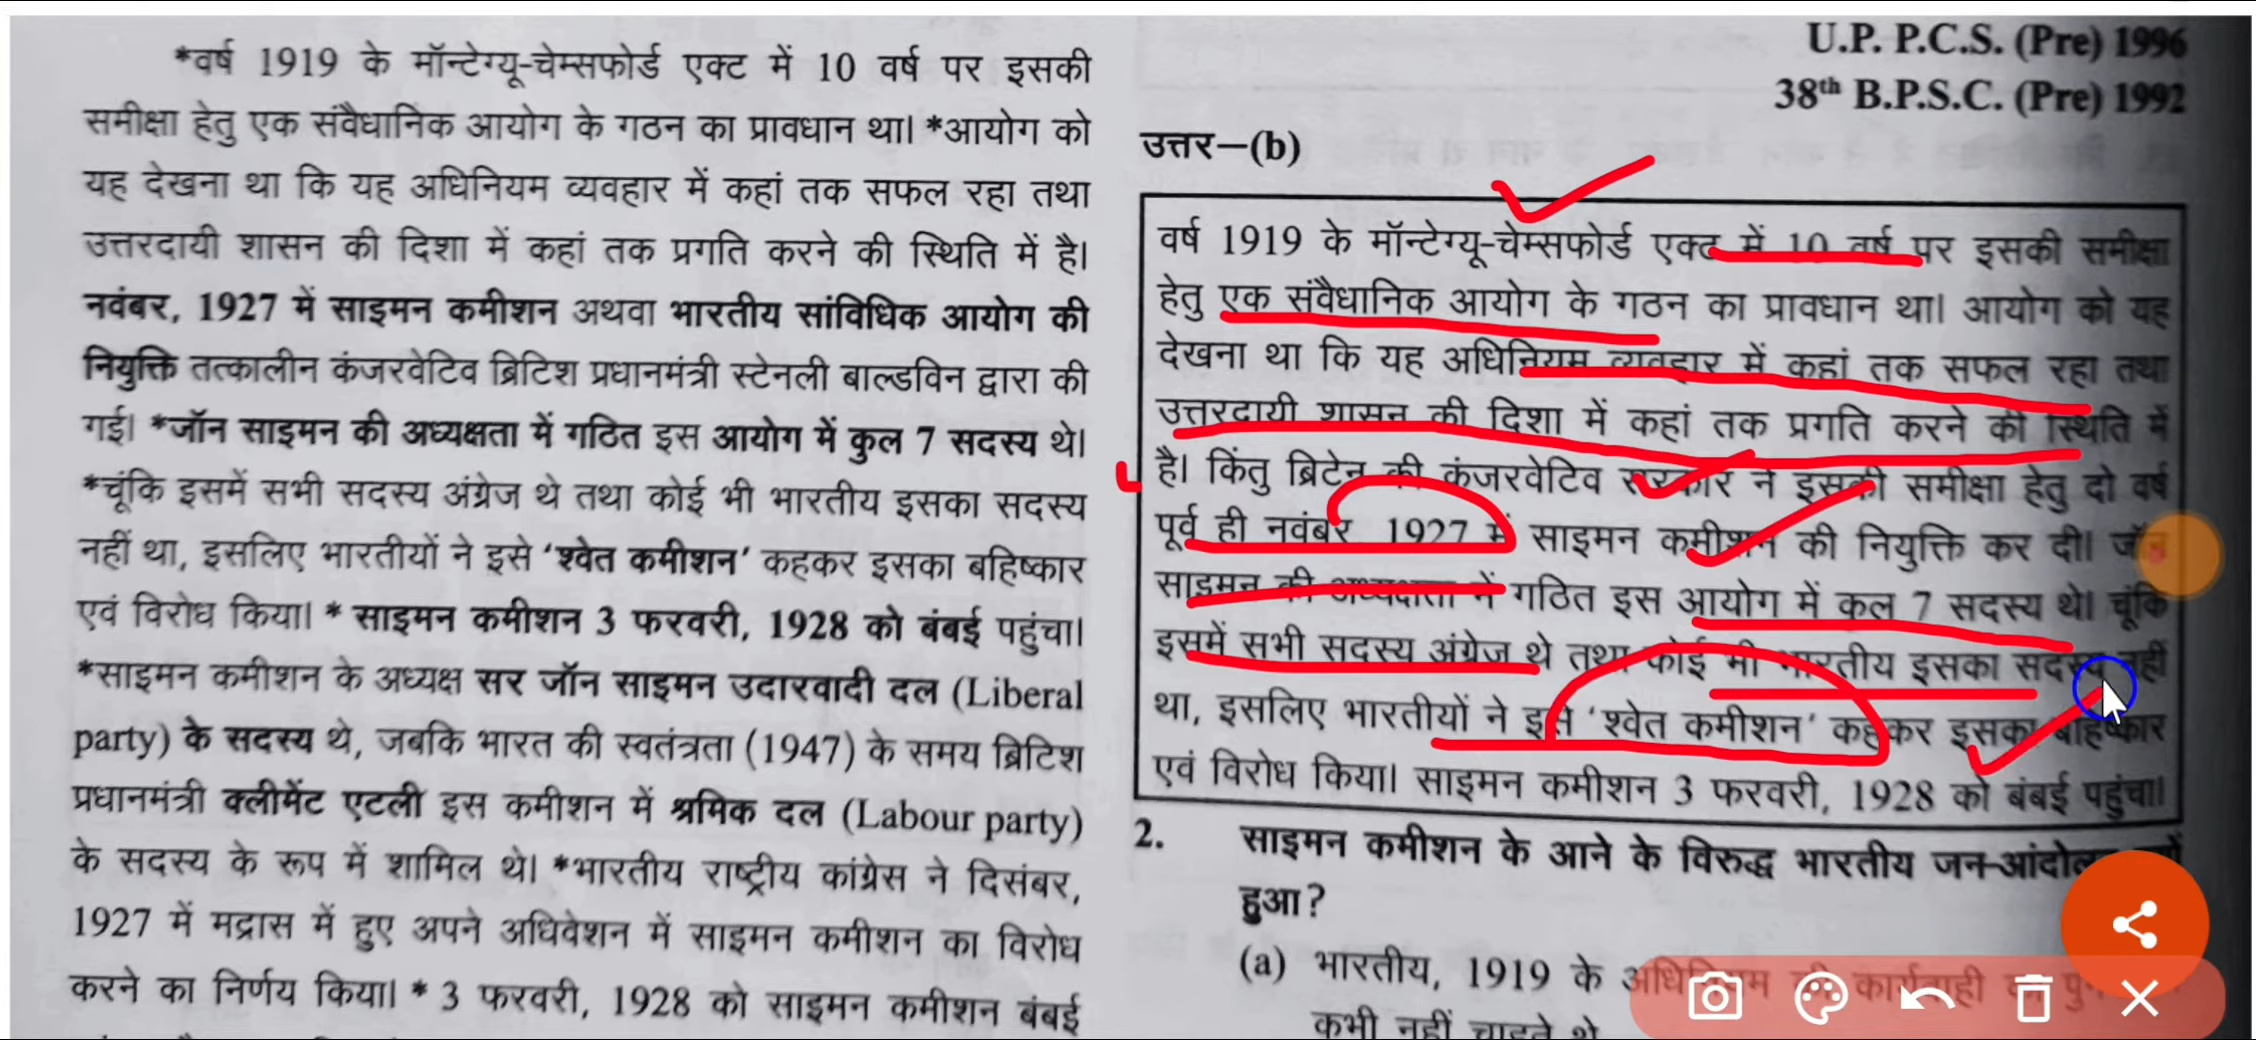 *वर्ष 1919 के मॉन्टेग्यू-चेम्सफोर्ड एक्ट में 10 वर्ष पर इसकी
समीक्षा हेतु एक संवैधानिक आयोग के गठन का प्रावधान था। *आयोग को
यह देखना था कि यह अधिनियम व्यवहार में कहां तक सफल रहा तथा
उत्तरदायी शासन की दिशा में कहां तक प्रगति करने की स्थिति में है।
नवंबर, 1927 में साइमन कमीशन अथवा भारतीय सांविधिक आयोग की
नियुक्ति तत्कालीन कंजरवेटिव ब्रिटिश प्रधानमंत्री स्टेनली बाल्डविन द्वारा की
गई। *जॉन साइमन की अध्यक्षता में गठित इस आयोग में कुल 7 सदस्य थे।
*चूंकि इसमें सभी सदस्य अंग्रेज थे तथा कोई भी भारतीय इसका सदस्य
नहीं था, इसलिए भारतीयों ने इसे ‘श्वेत कमीशन’ कहकर इसका बहिष्कार
एवं विरोध किया। * साइमन कमीशन 3 फरवरी, 1928 को बंबई पहुंचा।
*साइमन कमीशन के अध्यक्ष सर जॉन साइमन उदारवादी दल (Liberal
party) के सदस्य थे, जबकि भारत की स्वतंत्रता (1947) के समय ब्रिटिश
प्रधानमंत्री क्लीमेंट एटली इस कमीशन में श्रमिक दल (Labour party)
के सदस्य के रूप में शामिल थे। *भारतीय राष्ट्रीय कांग्रेस ने दिसंबर,
1927 में मद्रास में हुए अपने अधिवेशन में साइमन कमीशन का विरोध
करने का निर्णय किया। * 3 फरवरी, 1928 को साइमन कमीशन बंबई
U.P. P.C.S. (Pre) 1996
38th B.P.S.C. (Pre) 1992
उत्तर–(b)
वर्ष 1919 के मॉन्टेग्यू-चेम्सफोर्ड एक्ट में 10 वर्ष पर इसकी समीक्षा
हेतु एक संवैधानिक आयोग के गठन का प्रावधान था। आयोग को यह
देखना था कि यह अधिनियम व्यवहार में कहां तक सफल रहा तथा
उत्तरदायी शासन की दिशा में कहां तक प्रगति करने की स्थिति में
है। किंतु ब्रिटेन की कंजरवेटिव सरकार ने इसकी समीक्षा हेतु दो वर्ष
पूर्व ही नवंबर 1927 में साइमन कमीशन की नियुक्ति कर दी। जॉन
साइमन की अध्यक्षता में गठित इस आयोग में कुल 7 सदस्य थे। चूंकि
इसमें सभी सदस्य अंग्रेज थे तथा कोई भी भारतीय इसका सदस्य नहीं
था, इसलिए भारतीयों ने इसे ‘श्वेत कमीशन’ कहकर इसका बहिष्कार
एवं विरोध किया। साइमन कमीशन 3 फरवरी, 1928 को बंबई पहुंचा।
2. साइमन कमीशन के आने के विरुद्ध भारतीय जन-आंदोलन क्यों
हुआ?
(a) भारतीय, 1919 के अधिनियम की कार्यवाही का
कभी नहीं चाहते थे